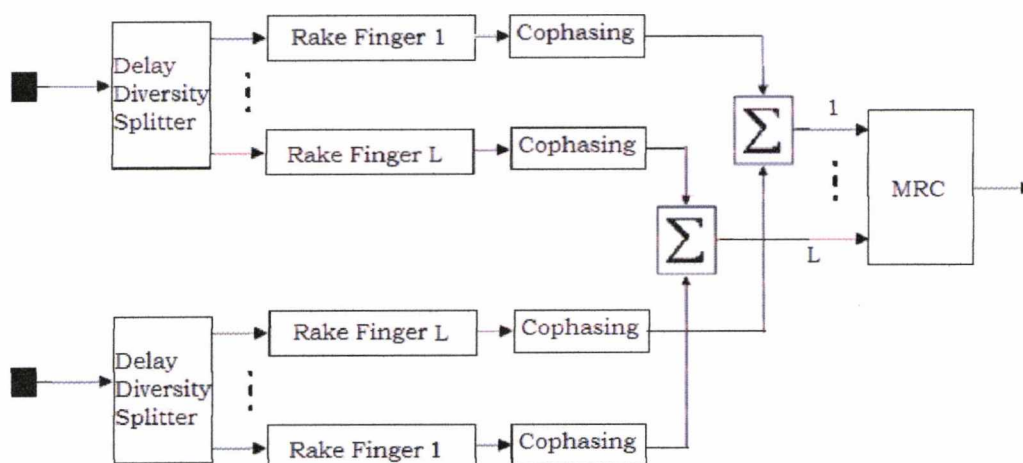 Rake Finger 1
Cophasing
Delay
Diversity
Splitter
Σ
1
Rake Finger L
Cophasing
MRC
Σ
L
Rake Finger L
Cophasing
Delay
Diversity
Splitter
Rake Finger 1
Cophasing